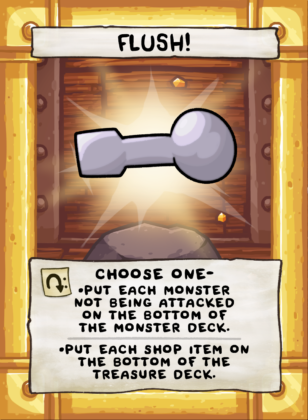 FLUSH!
CHOOSE ONE-
•PUT EACH MONSTER
NOT BEING ATTACKED
ON THE BOTTOM OF
THE MONSTER DECK.
•PUT EACH SHOP ITEM ON
THE BOTTOM OF THE
TREASURE DECK.